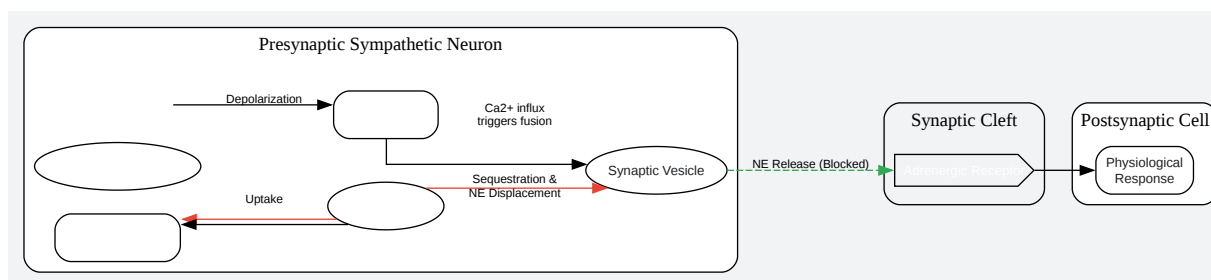 Presynaptic Sympathetic Neuron
Depolarization
Ca2+ influx
triggers fusion
Synaptic Vesicle
Sequestration &
NE Displacement
Uptake
NE Release (Blocked)
Synaptic Cleft
Adrenergic Receptor
Postsynaptic Cell
Physiological
Response